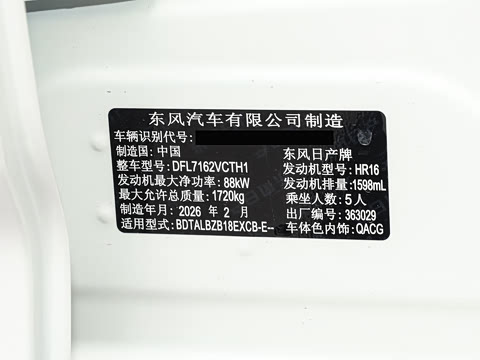 东风汽车有限公司制造
车辆识别代号:
制造国: 中国 东风日产牌
整车型号: DFL7162VCTH1 发动机型号: HR16
发动机最大净功率: 88kW 发动机排量: 1598mL
最大允许总质量: 1720kg 乘坐人数: 5人
制造年月: 2026 年 2 月 出厂编号: 363029
适用型式: BDTALBZB18EXCB-E-- 车体色内饰: QACG